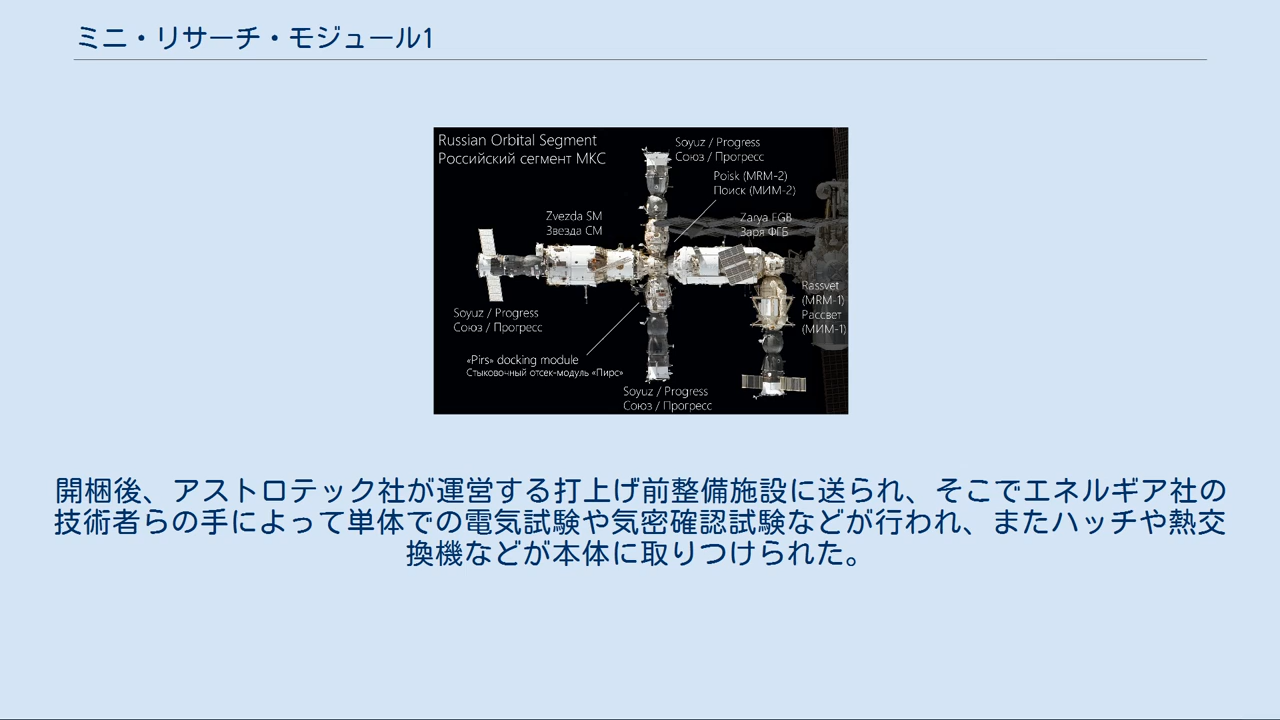 ミニ・リサーチ・モジュール1
Russian Orbital Segment
Российский сегмент МКС
Soyuz / Progress
Союз / Прогресс
Poisk (MRM-2)
Поиск (МИМ-2)
Zvezda SM
Звезда СМ
Zarya FGB
Заря ФГБ
Rassvet
(MRM-1)
Рассвет
(МИМ-1)
Soyuz / Progress
Союз / Прогресс
«Pirs» docking module
Стыковочный отсек-модуль «Пирс»
Soyuz / Progress
Союз / Прогресс
開梱後、アストロテック社が運営する打上げ前整備施設に送られ、そこでエネルギア社の
技術者らの手によって単体での電気試験や気密確認試験などが行われ、またハッチや熱交
換機などが本体に取りつけられた。